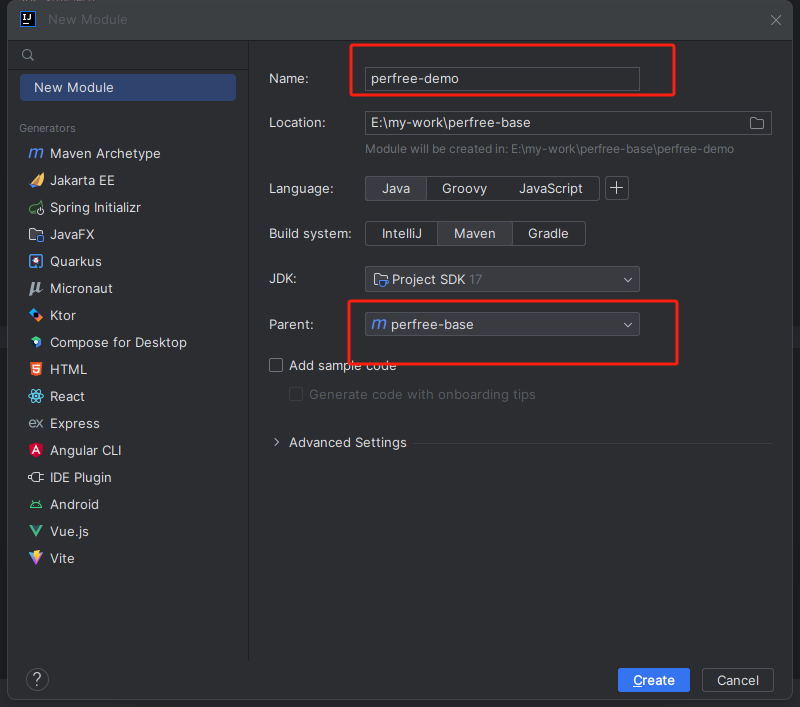 New Module
New Module
Generators
Maven Archetype
Jakarta EE
Spring Initializr
JavaFX
Quarkus
Micronaut
Ktor
Compose for Desktop
HTML
React
Express
Angular CLI
IDE Plugin
Android
Vue.js
Vite
Name: perfree-demo
Location: E:\my-work\perfree-base
Module will be created in: E:\my-work\perfree-base\perfree-demo
Language: Java Groovy JavaScript
Build system: IntelliJ Maven Gradle
JDK: Project SDK 17
Parent: perfree-base
Add sample code
Generate code with onboarding tips
Advanced Settings
? Create Cancel